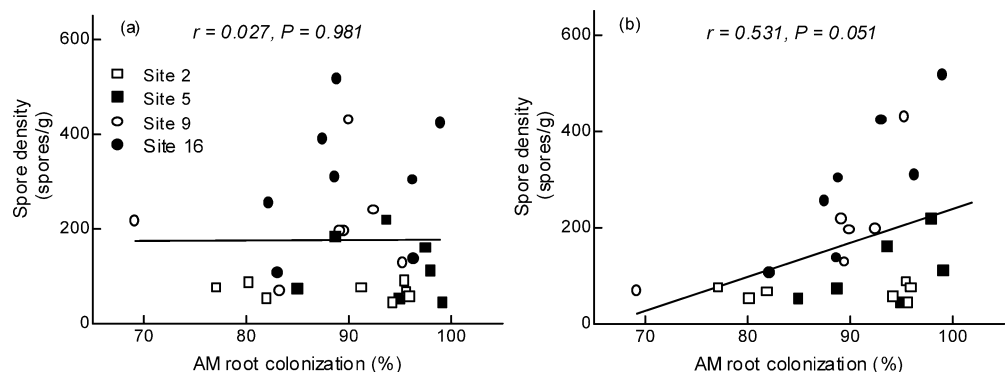 (a)
r = 0.027, P = 0.981
600
400
200
0
Spore density
(spores/g)
Site 2
Site 5
Site 9
Site 16
70
80
90
100
AM root colonization (%)
(b)
r = 0.531, P = 0.051
600
400
200
0
Spore density
(spores/g)
70
80
90
100
AM root colonization (%)